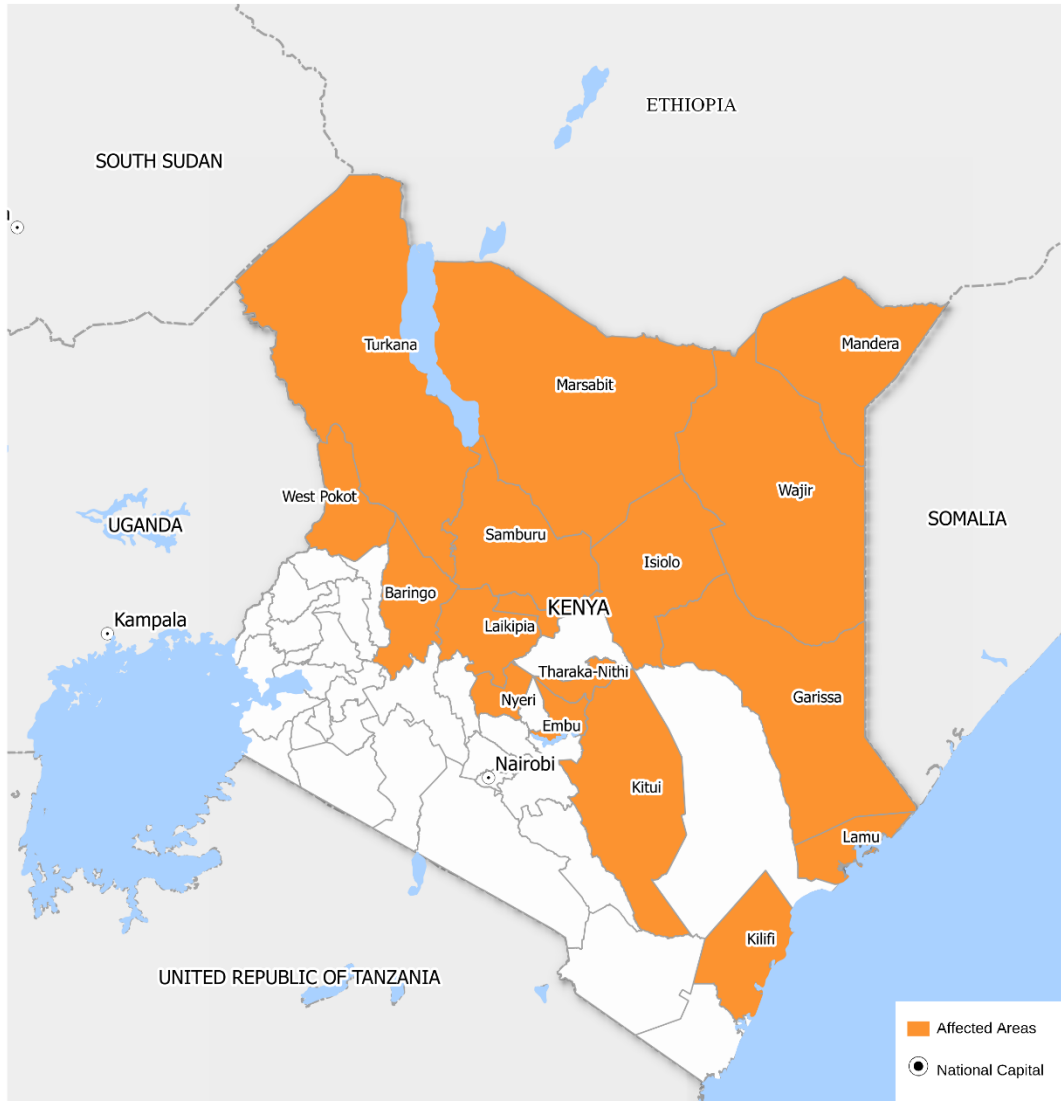 ETHIOPIA
SOUTH SUDAN
Turkana
Mandera
Marsabit
West Pokot
Wajir
UGANDA
SOMALIA
Samburu
Isiolo
Baringo
KENYA
Kampala
Laikipia
Tharaka-Nithi
Nyeri
Garissa
Embu
Nairobi
Kitui
Lamu
Kilifi
UNITED REPUBLIC OF TANZANIA
Affected Areas
National Capital